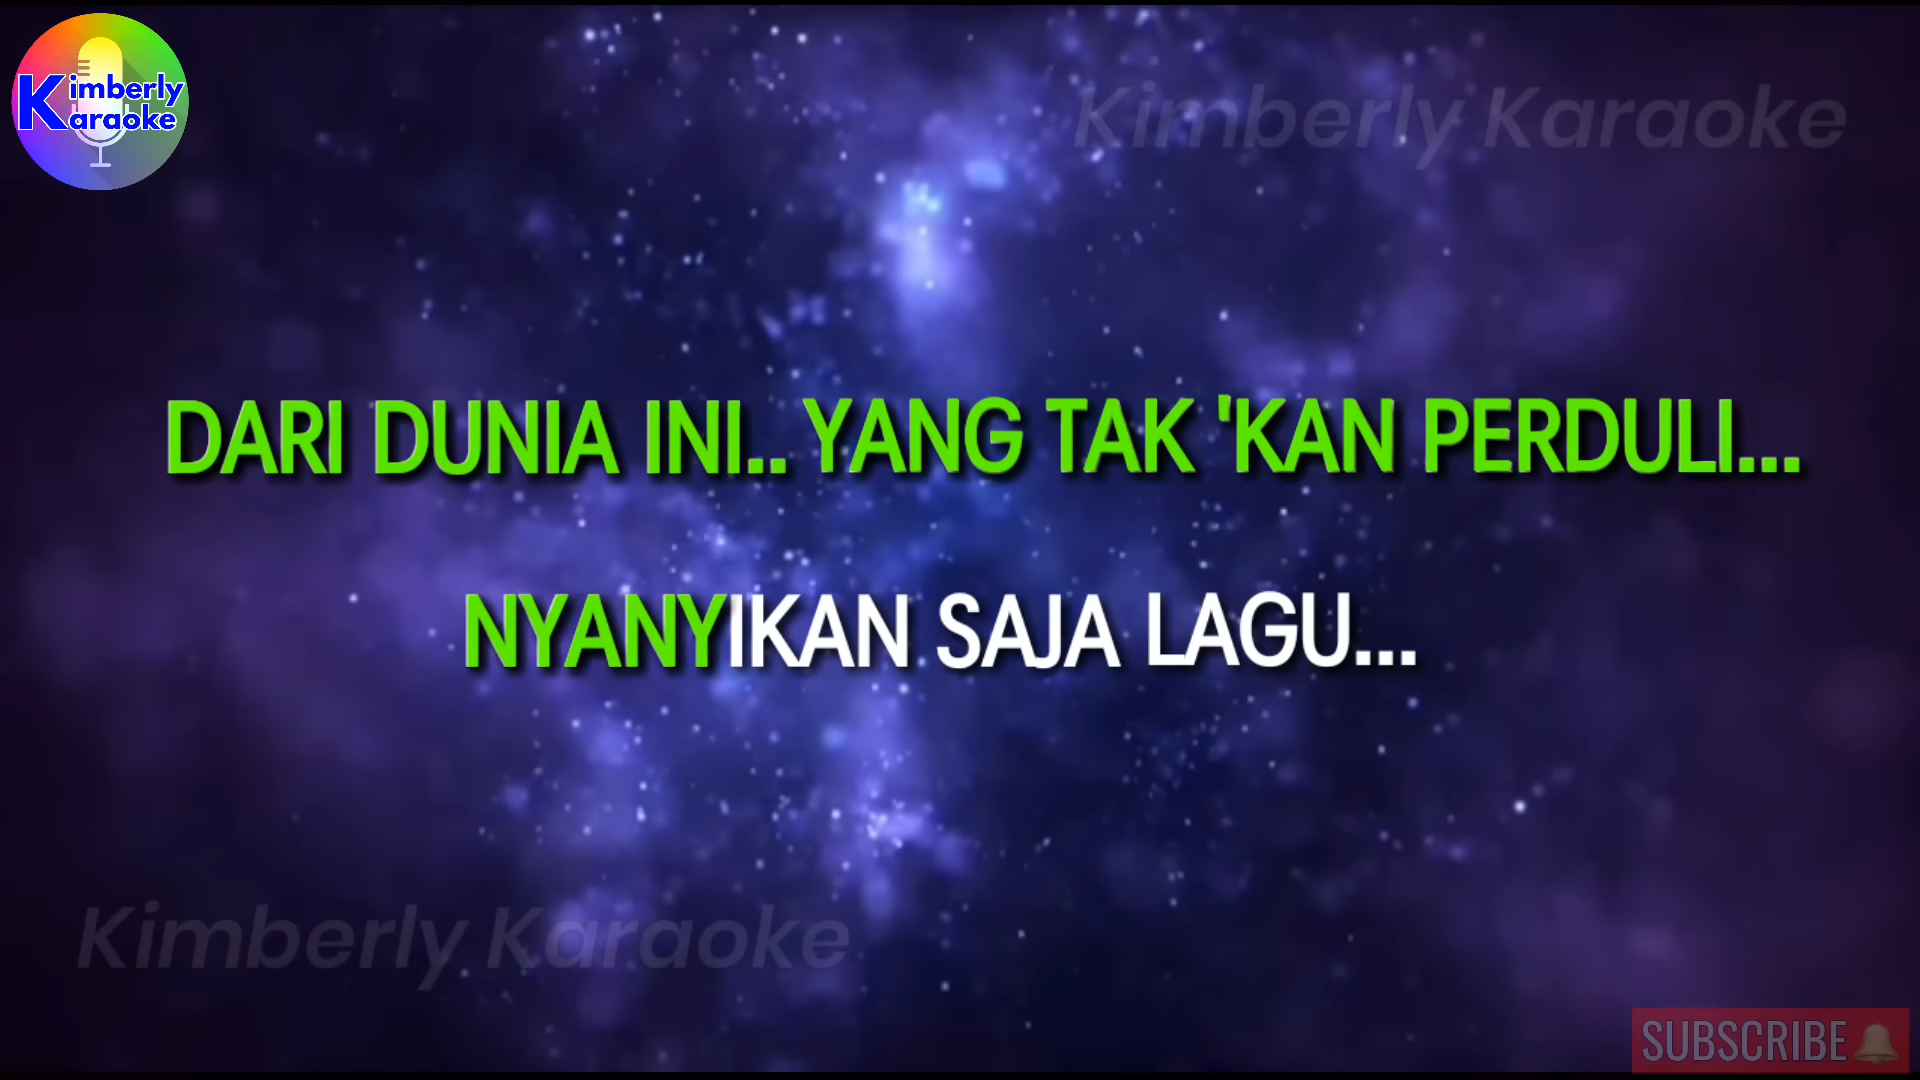 Kimberly
Karaoke
Kimberly Karaoke
DARI DUNIA INI.. YANG TAK 'KAN PERDULI...
NYANYIKAN SAJA LAGU...
Kimberly Karaoke
SUBSCRIBE